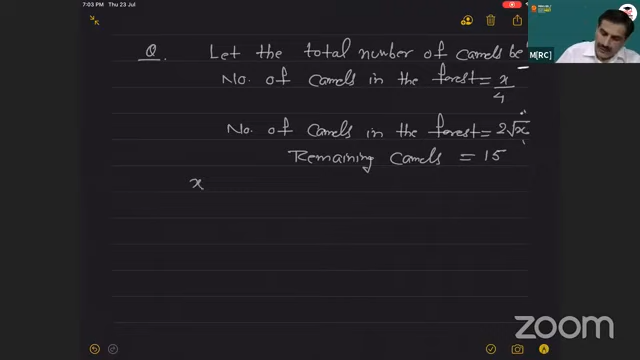 7:03 PM Thu 23 Jul
Q. Let the total number of camels be
No. of Camels in the forest = x/4
No. of Camels in the forest = 2√x
Remaining Camels = 15
x
M[RC]
zoom